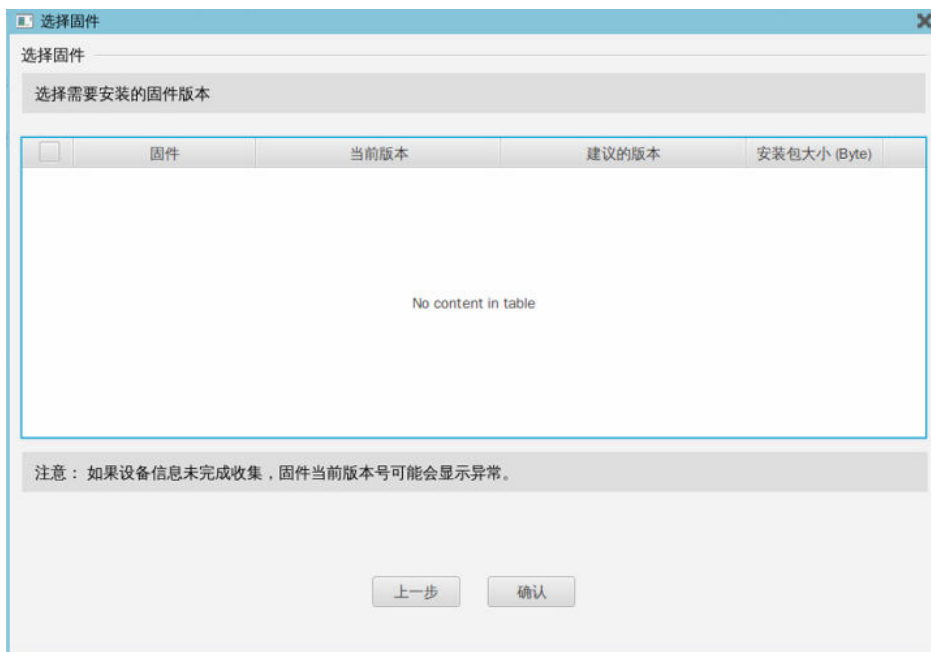 选择固件
选择固件
选择需要安装的固件版本
固件 当前版本 建议的版本 安装包大小 (Byte)
No content in table
注意： 如果设备信息未完成收集，固件当前版本号可能会显示异常。
上一步 确认